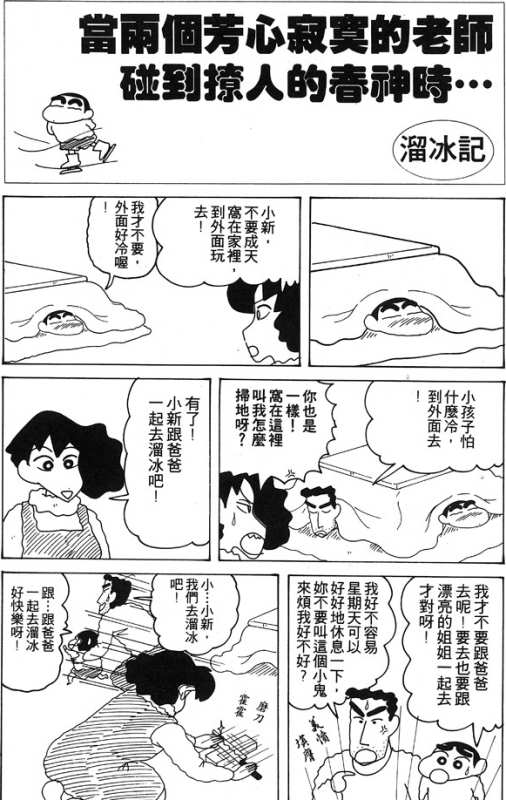 當兩個芳心寂寞的老師
碰到撩人的春神時⋯
溜冰記
小新,
不要成天
窩在家裡,
到外面玩
去!
我才不要,
外面好冷喔
!
小孩子怕
什麼冷,
到外面去
!
你也是
一樣!
窩在這裡
叫我怎麼
掃地呀?
有了!
小新跟爸爸
一起去溜冰吧!
我才不要跟爸爸
去呢!要去也要跟
漂亮的姐姐一起去
才對呀!
我好不容易
星期天可以
好好地休息一下,
妳不要叫這個小鬼
來煩我好不好?
義憤
填膺
小⋯小新,
我們去溜冰
吧!
磨刀
霍霍
跟⋯跟爸爸
一起去溜冰
好快樂呀!